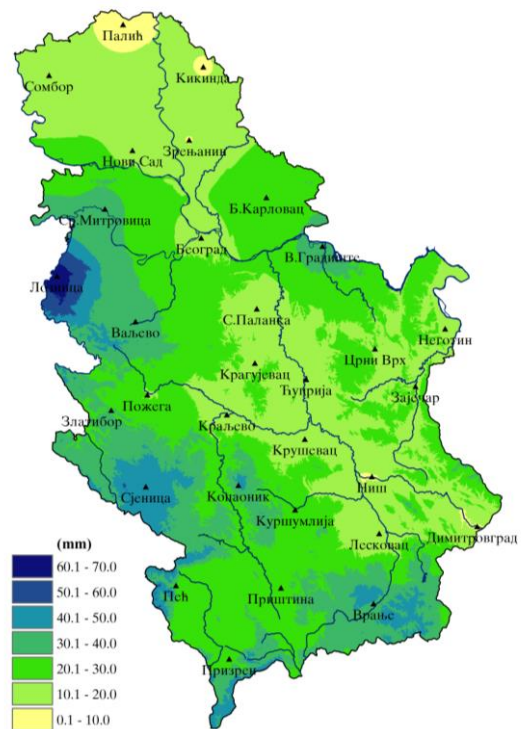 Палић
Кикинда
Сомбор
Зрењанин
Нови Сад
Б.Карловац
Ср.Митровица
Београд
В.Градиште
Лозница
С.Паланка
Ваљево
Неготин
Црни Врх
Крагујевац
Ћуприја
Зајечар
Пожега
Златибор
Краљево
Крушевац
Ниш
Сјеница
Копаоник
Куршумлија
Димитровград
Лесковац
(mm)
60.1 - 70.0
Пећ
Приштина
50.1 - 60.0
Врање
40.1 - 50.0
30.1 - 40.0
20.1 - 30.0
Призрен
10.1 - 20.0
0.1 - 10.0